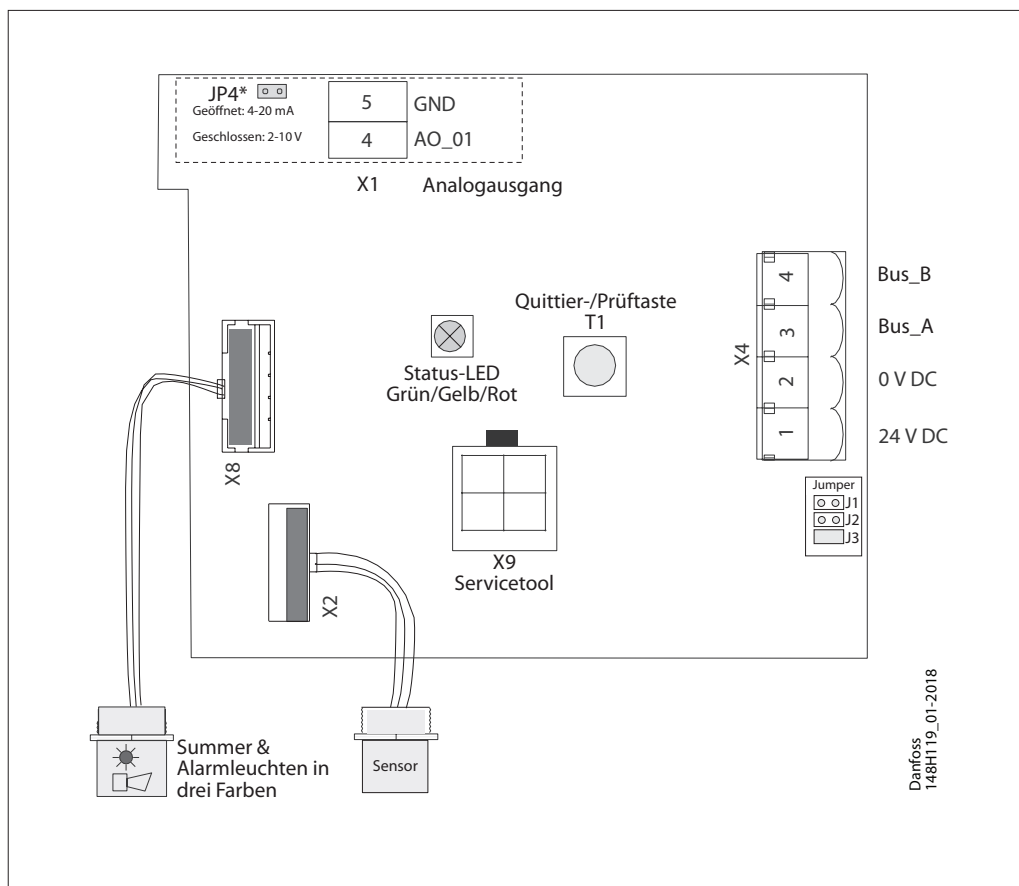 JP4*
Geöffnet: 4-20 mA
Geschlossen: 2-10 V
5 GND
4 AO_01
X1 Analogausgang
Quittier-/Prüftaste
T1
Status-LED
Grün/Gelb/Rot
X4
4 Bus_B
3 Bus_A
2 0 V DC
1 24 V DC
Jumper
J1
J2
J3
X8
X9
Servicetool
X2
Summer &
Alarmleuchten in
drei Farben
Sensor
Danfoss
148H119_01-2018